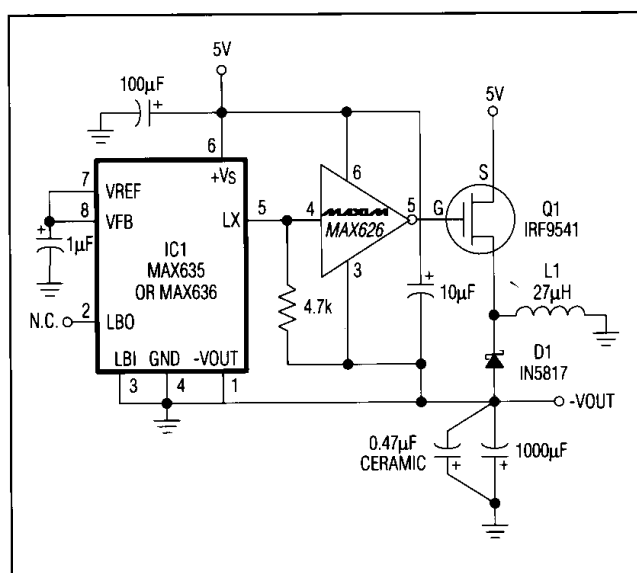 5V
100µF
+
6
+VS
7
VREF
8
VFB
+
1µF
IC1
MAX635
OR MAX636
LX
5
N.C.
2
LBO
LBI
GND
-VOUT
3
4
1
4.7k
4
MAXIM
MAX626
6
3
5
G
+
10µF
5V
S
Q1
IRF9541
L1
27µH
D1
IN5817
-VOUT
0.47µF
CERAMIC
+
+
1000µF